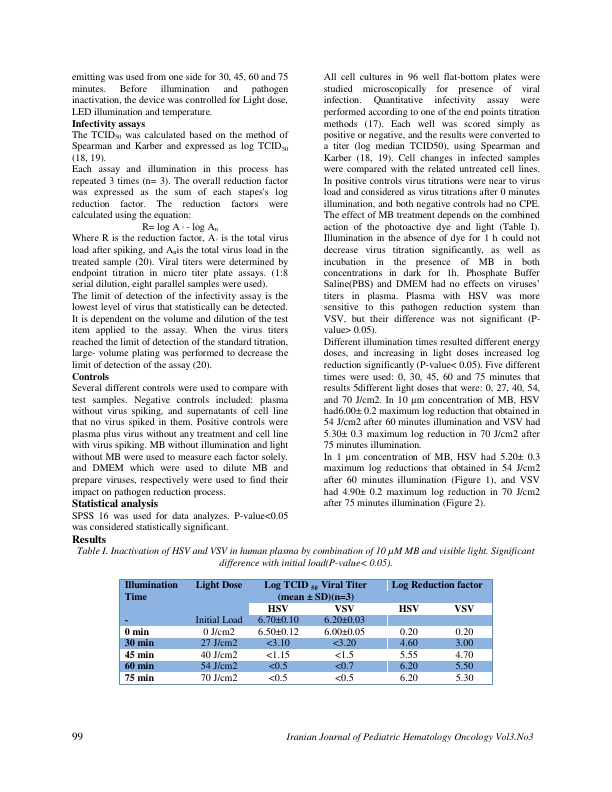 emitting was used from one side for 30, 45, 60 and 75
minutes. Before illumination and pathogen
inactivation, the device was controlled for Light dose,
LED illumination and temperature.
Infectivity assays
The TCID50 was calculated based on the method of
Spearman and Karber and expressed as log TCID50
(18, 19).
Each assay and illumination in this process has
repeated 3 times (n= 3). The overall reduction factor
was expressed as the sum of each stapes's log
reduction factor. The reduction factors were
calculated using the equation:
R= log A - log An
Where R is the reduction factor, A is the total virus
load after spiking, and Anis the total virus load in the
treated sample (20). Viral titers were determined by
endpoint titration in micro titer plate assays. (1:8
serial dilution, eight parallel samples were used).
The limit of detection of the infectivity assay is the
lowest level of virus that statistically can be detected.
It is dependent on the volume and dilution of the test
item applied to the assay. When the virus titers
reached the limit of detection of the standard titration,
large- volume plating was performed to decrease the
limit of detection of the assay (20).
Controls
Several different controls were used to compare with
test samples. Negative controls included: plasma
without virus spiking, and supernatants of cell line
that no virus spiked in them. Positive controls were
plasma plus virus without any treatment and cell line
with virus spiking. MB without illumination and light
without MB were used to measure each factor solely.
and DMEM which were used to dilute MB and
prepare viruses, respectively were used to find their
impact on pathogen reduction process.
Statistical analysis
SPSS 16 was used for data analyzes. P-value<0.05
was considered statistically significant.
Results
All cell cultures in 96 well flat-bottom plates were
studied microscopically for presence of viral
infection. Quantitative infectivity assay were
performed according to one of the end points titration
methods (17). Each well was scored simply as
positive or negative, and the results were converted to
a titer (log median TCID50), using Spearman and
Karber (18, 19). Cell changes in infected samples
were compared with the related untreated cell lines.
In positive controls virus titrations were near to virus
load and considered as virus titrations after 0 minutes
illumination, and both negative controls had no CPE.
The effect of MB treatment depends on the combined
action of the photoactive dye and light (Table I).
Illumination in the absence of dye for 1 h could not
decrease virus titration significantly, as well as
incubation in the presence of MB in both
concentrations in dark for 1h. Phosphate Buffer
Saline(PBS) and DMEM had no effects on viruses'
titers in plasma. Plasma with HSV was more
sensitive to this pathogen reduction system than
VSV, but their difference was not significant (P-
value> 0.05).
Different illumination times resulted different energy
doses, and increasing in light doses increased log
reduction significantly (P-value< 0.05). Five different
times were used: 0, 30, 45, 60 and 75 minutes that
results 5different light doses that were: 0, 27, 40, 54,
and 70 J/cm2. In 10 µm concentration of MB, HSV
had6.00± 0.2 maximum log reduction that obtained in
54 J/cm2 after 60 minutes illumination and VSV had
5.30± 0.3 maximum log reduction in 70 J/cm2 after
75 minutes illumination.
In 1 µm concentration of MB, HSV had 5.20± 0.3
maximum log reductions that obtained in 54 J/cm2
after 60 minutes illumination (Figure 1), and VSV
had 4.90± 0.2 maximum log reduction in 70 J/cm2
after 75 minutes illumination (Figure 2).
Table I. Inactivation of HSV and VSV in human plasma by combination of 10 µM MB and visible light. Significant
difference with initial load(P-value< 0.05).
Illumination Light Dose Log TCID 50 Viral Titer Log Reduction factor
Time (mean ± SD)(n=3)
HSV VSV HSV VSV
- Initial Load 6.70±0.10 6.20±0.03
0 min 0 J/cm2 6.50±0.12 6.00±0.05 0.20 0.20
30 min 27 J/cm2 <3.10 <3.20 4.60 3.00
45 min 40 J/cm2 <1.15 <1.5 5.55 4.70
60 min 54 J/cm2 <0.5 <0.7 6.20 5.50
75 min 70 J/cm2 <0.5 <0.5 6.20 5.30
99 Iranian Journal of Pediatric Hematology Oncology Vol3.No3